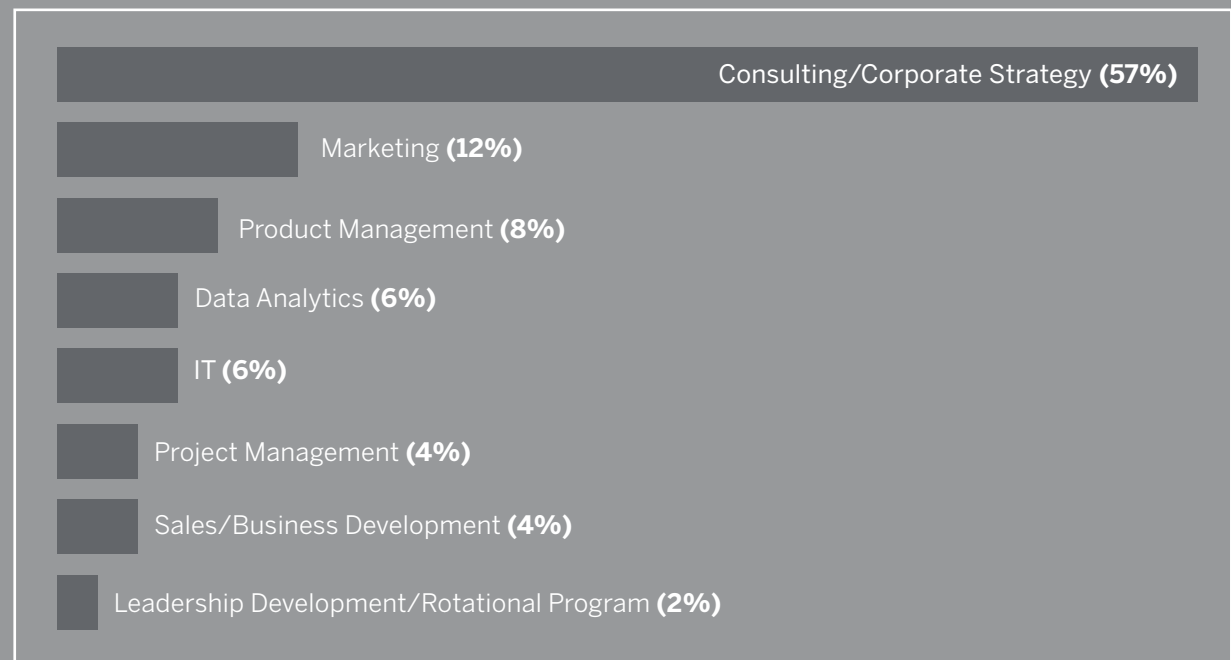 Consulting/Corporate Strategy (57%)
Marketing (12%)
Product Management (8%)
Data Analytics (6%)
IT (6%)
Project Management (4%)
Sales/Business Development (4%)
Leadership Development/Rotational Program (2%)